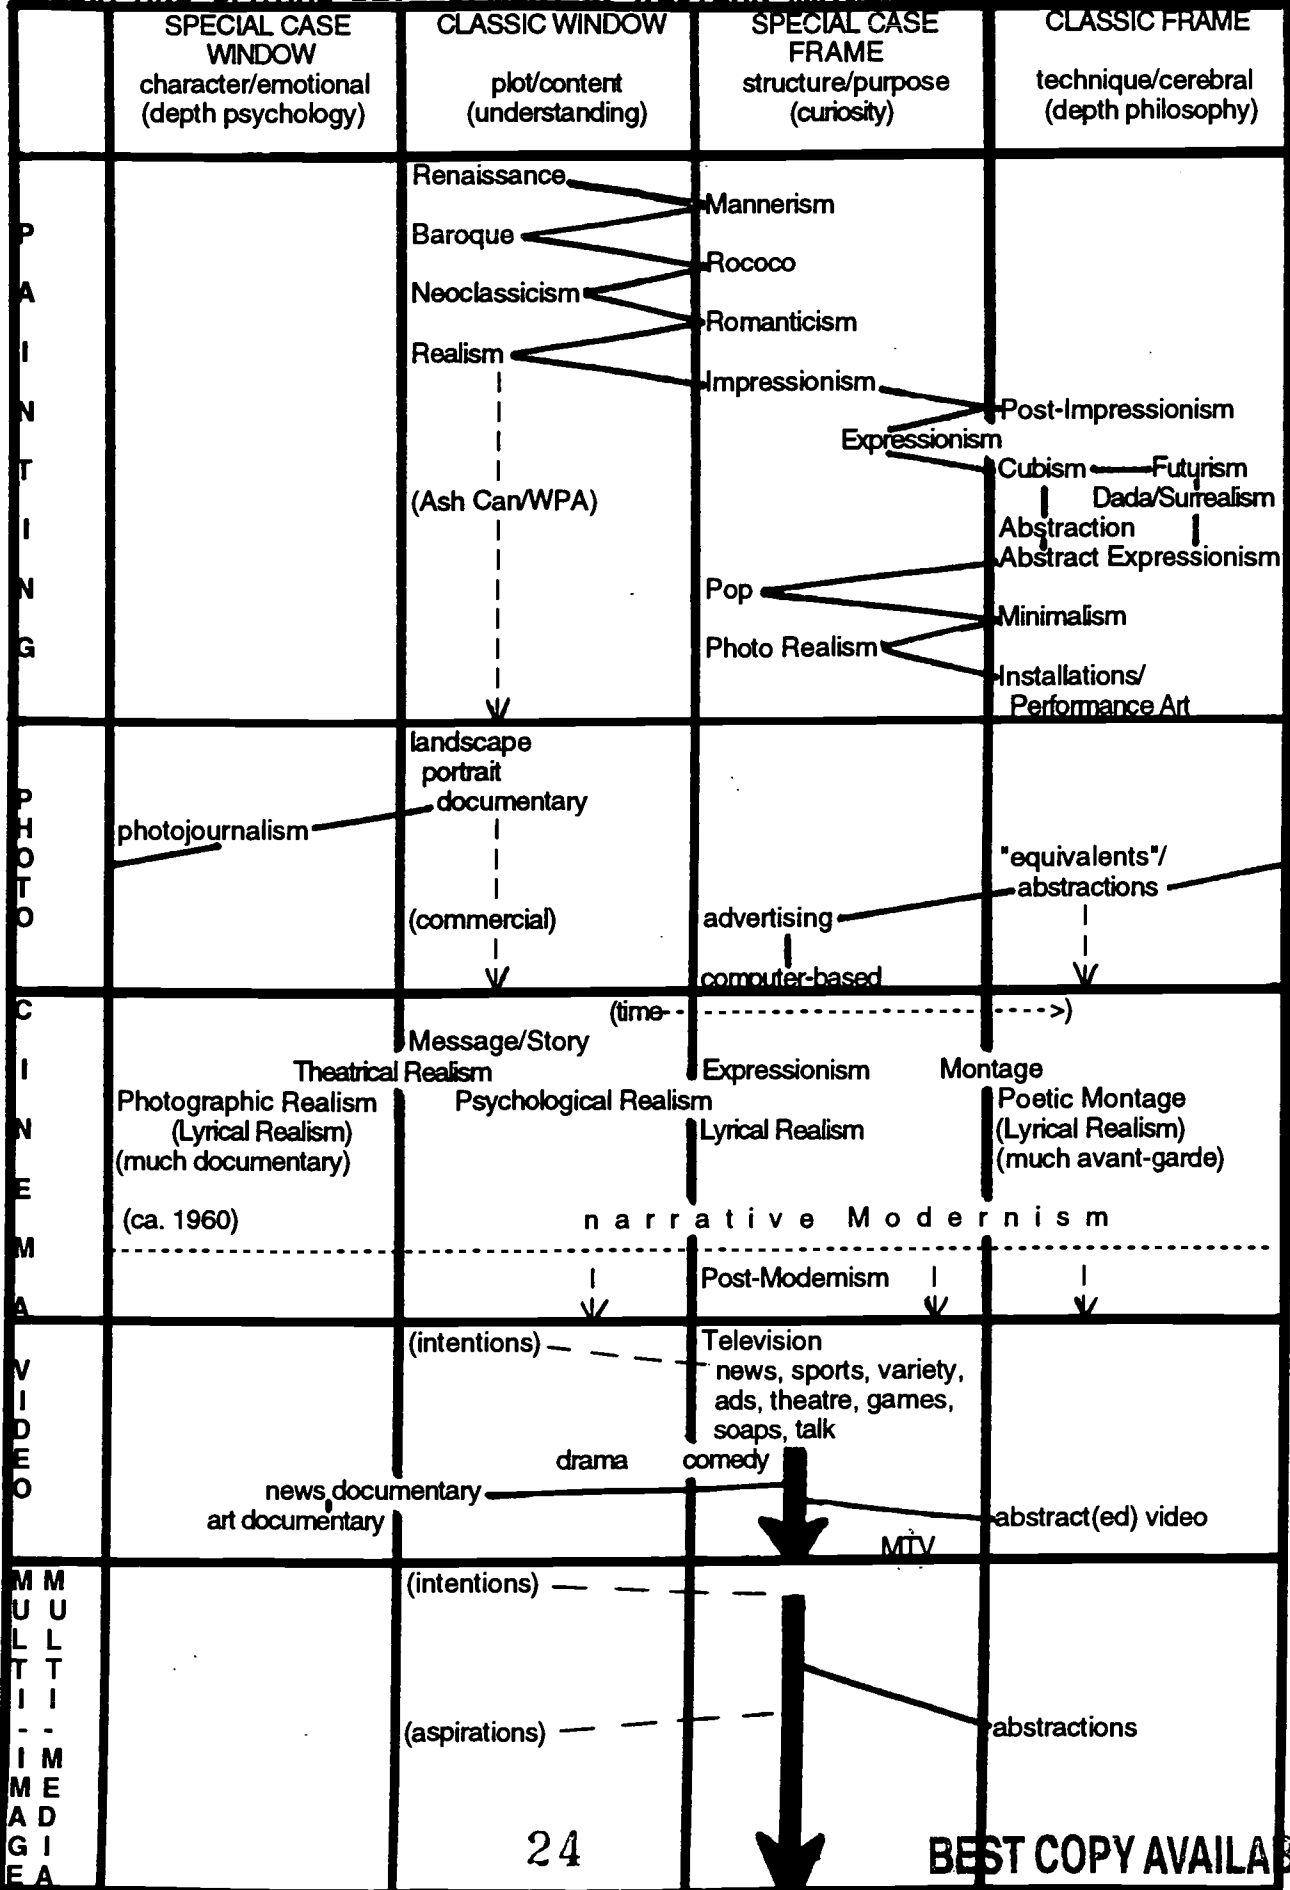 SPECIAL CASE
WINDOW
character/emotional
(depth psychology)
CLASSIC WINDOW
plot/content
(understanding)
SPECIAL CASE
FRAME
structure/purpose
(curiosity)
CLASSIC FRAME
technique/cerebral
(depth philosophy)
PAINTING
Renaissance
Mannerism
Baroque
Rococo
Neoclassicism
Romanticism
Realism
Impressionism
Post-Impressionism
Expressionism
Cubism
Futurism
(Ash Can/WPA)
Dada/Surrealism
Abstraction
Abstract Expressionism
Pop
Minimalism
Photo Realism
Installations/
Performance Art
PHOTO
landscape
portrait
documentary
photojournalism
"equivalents"/
abstractions
(commercial)
advertising
computer-based
CINEMA
(time----->)
Message/Story
Theatrical Realism
Expressionism
Montage
Photographic Realism
Psychological Realism
Poetic Montage
(Lyrical Realism)
Lyrical Realism
(Lyrical Realism)
(much documentary)
(much avant-garde)
(ca. 1960)
narrative Modernism
Post-Modernism
VIDEO
(intentions)
Television
news, sports, variety,
ads, theatre, games,
soaps, talk
drama
comedy
news documentary
art documentary
abstract(ed) video
MTV
MULTI-IMAGE
MULTI-MEDIA
(intentions)
(aspirations)
abstractions
24
BEST COPY AVAILAB